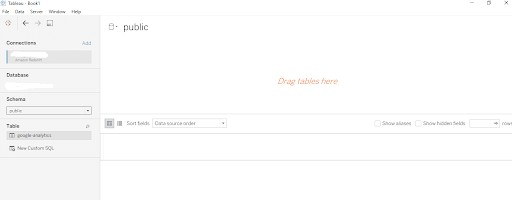 Tableau - Book1
File Data Server Window Help
Connections Add
Database
Schema
public
Table
google-analytics
New Custom SQL
public
Drag tables here
Sort fields Data source order
Show aliases Show hidden fields rows